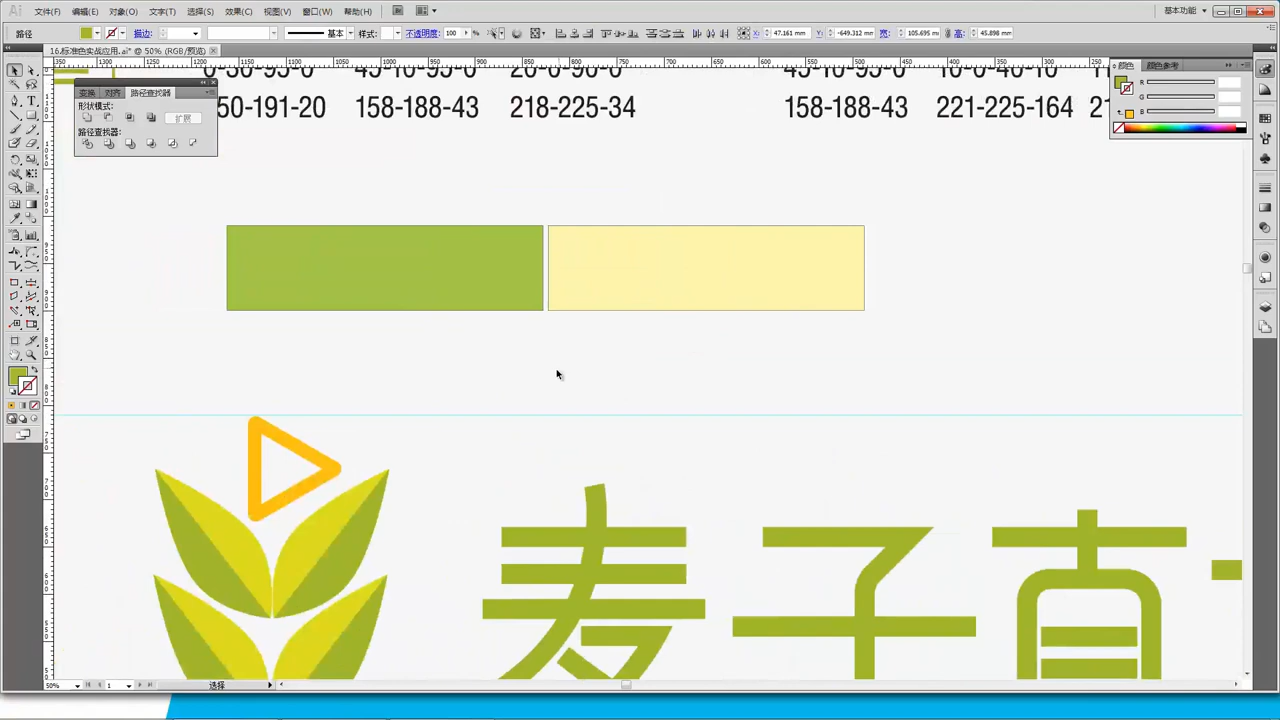 Ai 文件(F) 编辑(E) 对象(O) 文字(T) 选择(S) 效果(C) 视图(V) 窗口(W) 帮助(H) Br 基本功能
路径 描边: 基本 样式: 不透明度: 100 % X: 47.161 mm Y: -649.312 mm 宽: 105.695 mm 高: 45.898 mm
16.标准色实战应用.ai* @ 50% (RGB/预览)
变换 对齐 路径查找器
形状模式:
扩展
路径查找器:
颜色 颜色参考
R
G
B
50-191-20 158-188-43 218-225-34 158-188-43 221-225-164
麦子直
50% 1 选择